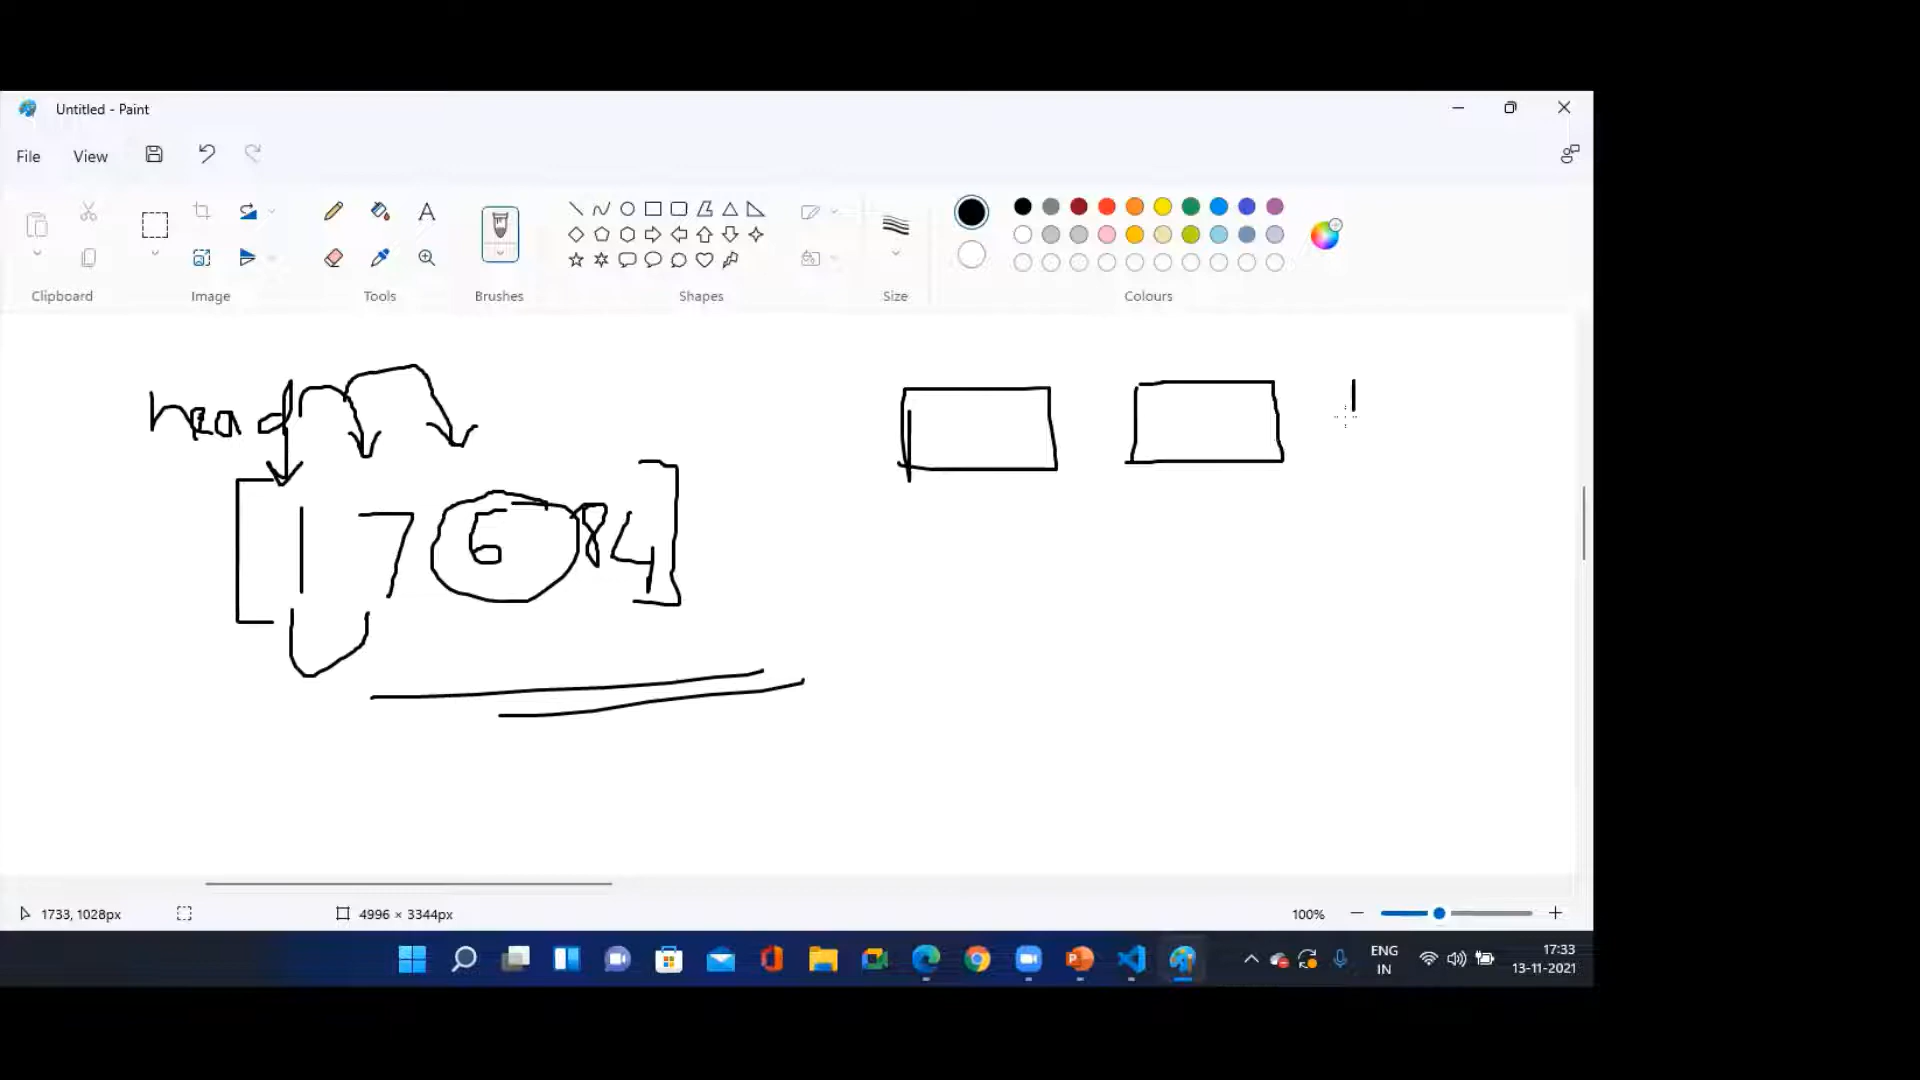 Untitled - Paint
File View
Clipboard Image Tools Brushes Shapes Size Colours
head
[ 1 7 6 8 4 ]
1733, 1028px 4996 × 3344px 100%
ENG 17:33
IN 13-11-2021